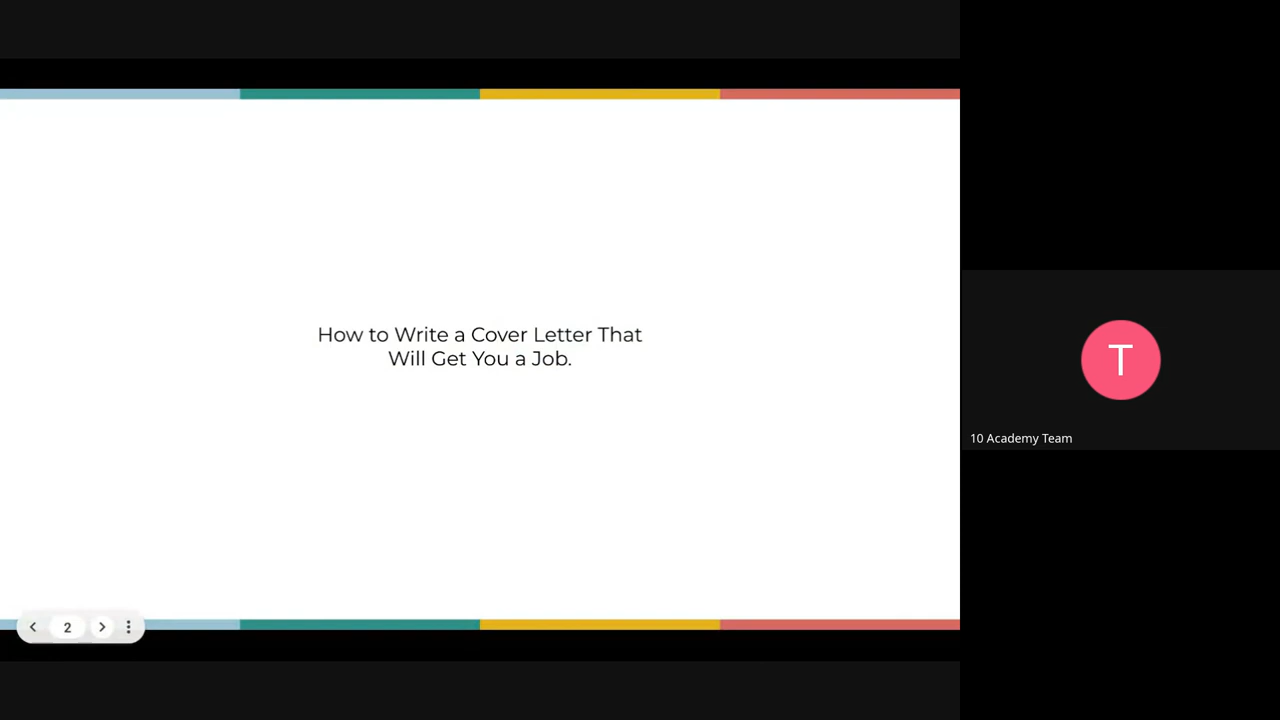 How to Write a Cover Letter That
Will Get You a Job.
2
T
10 Academy Team